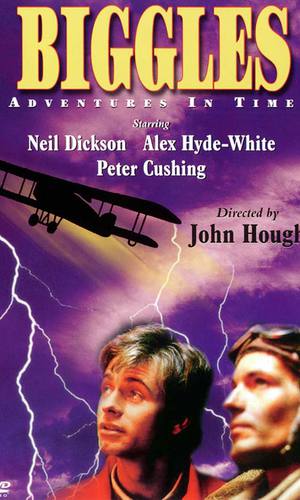 BIGGLES
ADVENTURES IN TIME
Starring
Neil Dickson Alex Hyde-White
Peter Cushing
Directed by
John Hough